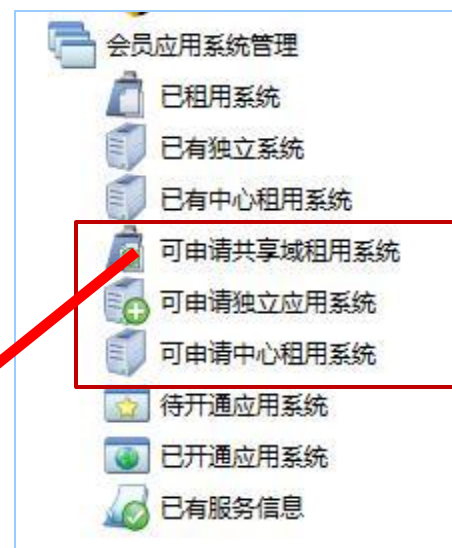 会员应用系统管理
已租用系统
已有独立系统
已有中心租用系统
可申请共享域租用系统
可申请独立应用系统
可申请中心租用系统
待开通应用系统
已开通应用系统
已有服务信息